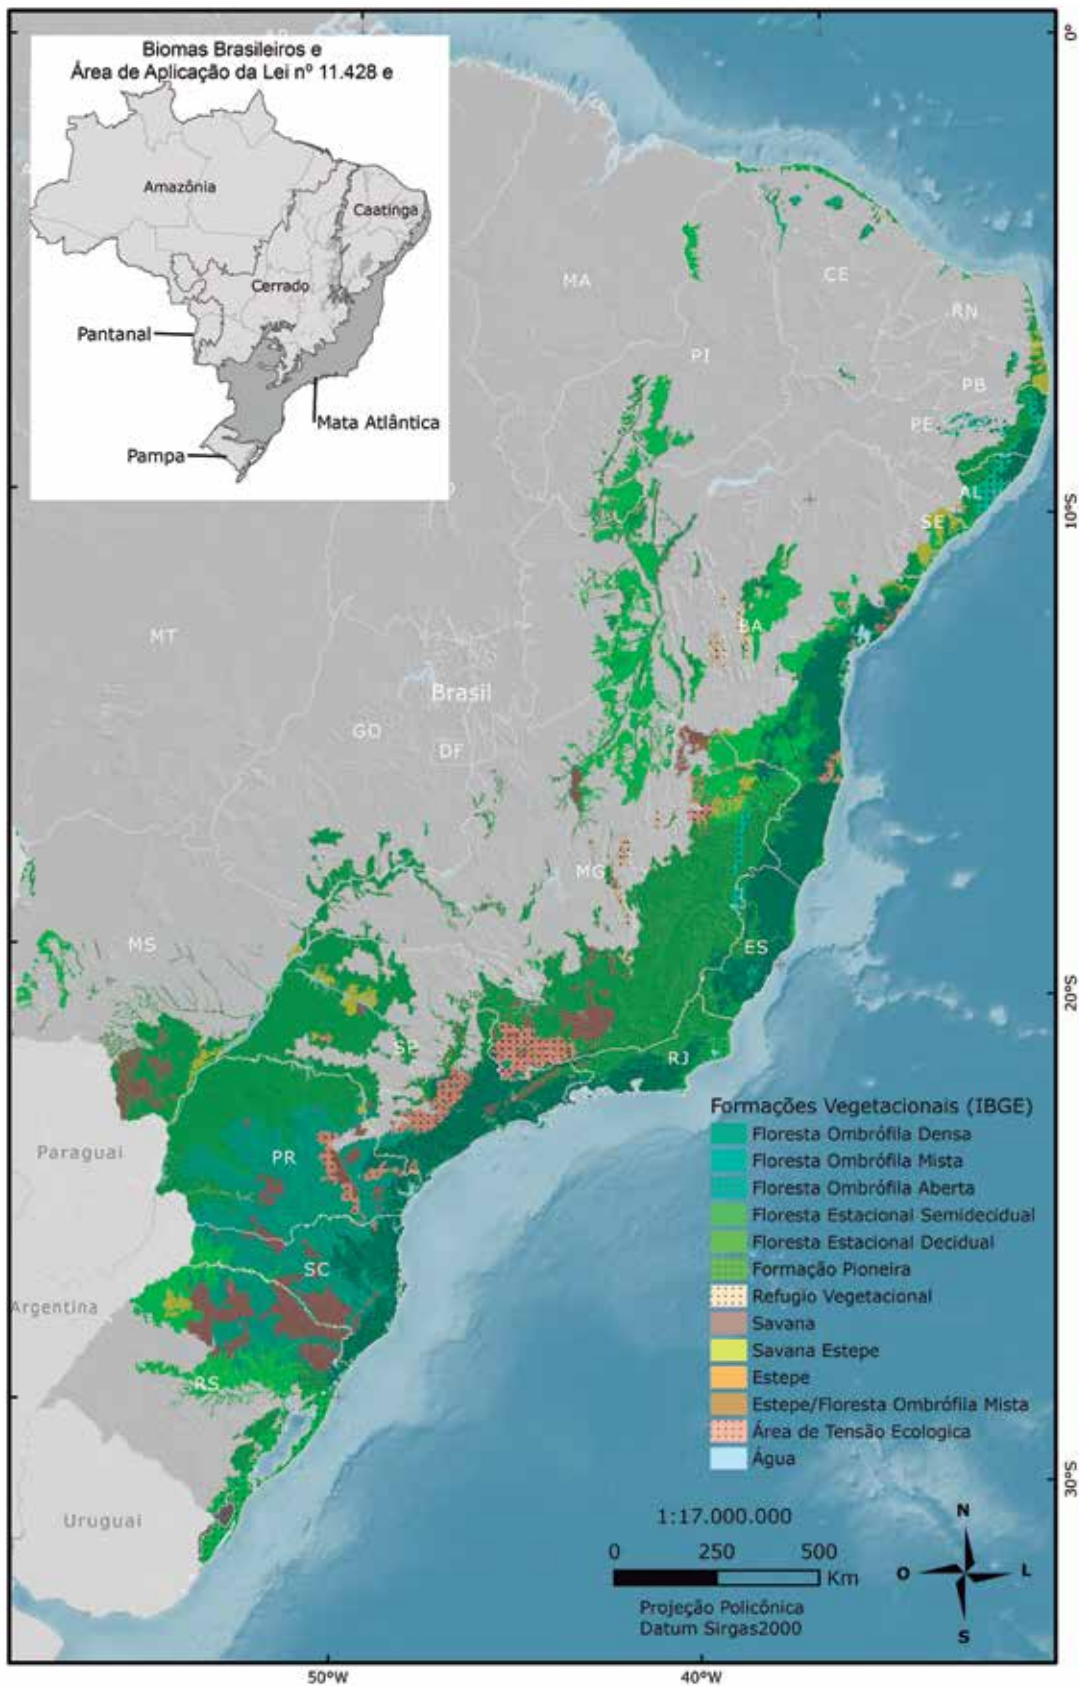 Biomas Brasileiros e
Área de Aplicação da Lei nº 11.428 e
Amazônia
Caatinga
Cerrado
Pantanal
Mata Atlântica
Pampa
0°
MA
CE
RN
PI
PB
PE
AL
10°S
SE
BA
MT
Brasil
GO
DF
MG
MS
ES
20°S
SP
RJ
Paraguai
PR
SC
Argentina
RS
Uruguai
Formações Vegetacionais (IBGE)
Floresta Ombrófila Densa
Floresta Ombrófila Mista
Floresta Ombrófila Aberta
Floresta Estacional Semidecidual
Floresta Estacional Decidual
Formação Pioneira
Refugio Vegetacional
Savana
Savana Estepe
Estepe
Estepe/Floresta Ombrófila Mista
Área de Tensão Ecologica
Água
30°S
1:17.000.000
0 250 500
Km
Projeção Policônica
Datum Sirgas2000
N
O L
S
50°W 40°W